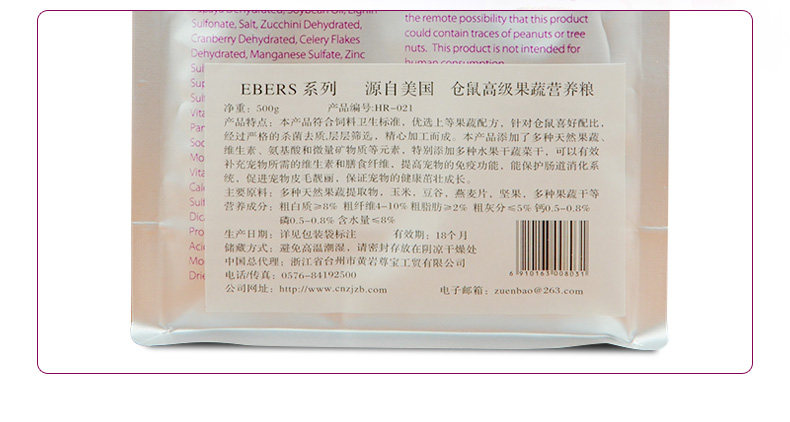 Papaya Dehydrated, Soybean Oil, Lignin
Sulfonate, Salt, Zucchini Dehydrated,
Cranberry Dehydrated, Celery Flakes
Dehydrated, Manganese Sulfate, Zinc
the remote possibility that this product
could contain traces of peanuts or tree
nuts. This product is not intended for
human consumption.
EBERS 系列 源自美国 仓鼠高级果蔬营养粮
净重：500g 产品编号:HR-021
产品特点：本产品符合饲料卫生标准，优选上等果蔬配方，针对仓鼠喜好配比，
经过严格的杀菌去质,层层筛选，精心加工而成。本产品添加了多种天然果蔬、
维生素、氨基酸和微量矿物质等元素，特别添加多种水果干蔬菜干，可以有效
补充宠物所需的维生素和膳食纤维，提高宠物的免疫功能，能保护肠道消化系
统，促进宠物皮毛靓丽，保证宠物的健康茁壮成长。
主要原料：多种天然果蔬提取物，玉米，豆谷，燕麦片，坚果，多种果蔬干等
营养成分：粗白质≥8% 粗纤维4-10% 粗脂肪≥2% 粗灰分≤5% 钙0.5-0.8%
磷0.5-0.8% 含水量≤8%
生产日期：详见包装袋标注 有效期：18个月
储藏方式：避免高温潮湿，请密封存放在阴凉干燥处
中国总代理：浙江省台州市黄岩尊宝工贸有限公司
电话/传真：0576-84192500
公司网址：http://www.cnzjzb.com 电子邮箱：zuenbao@263.com
6 910163 008031